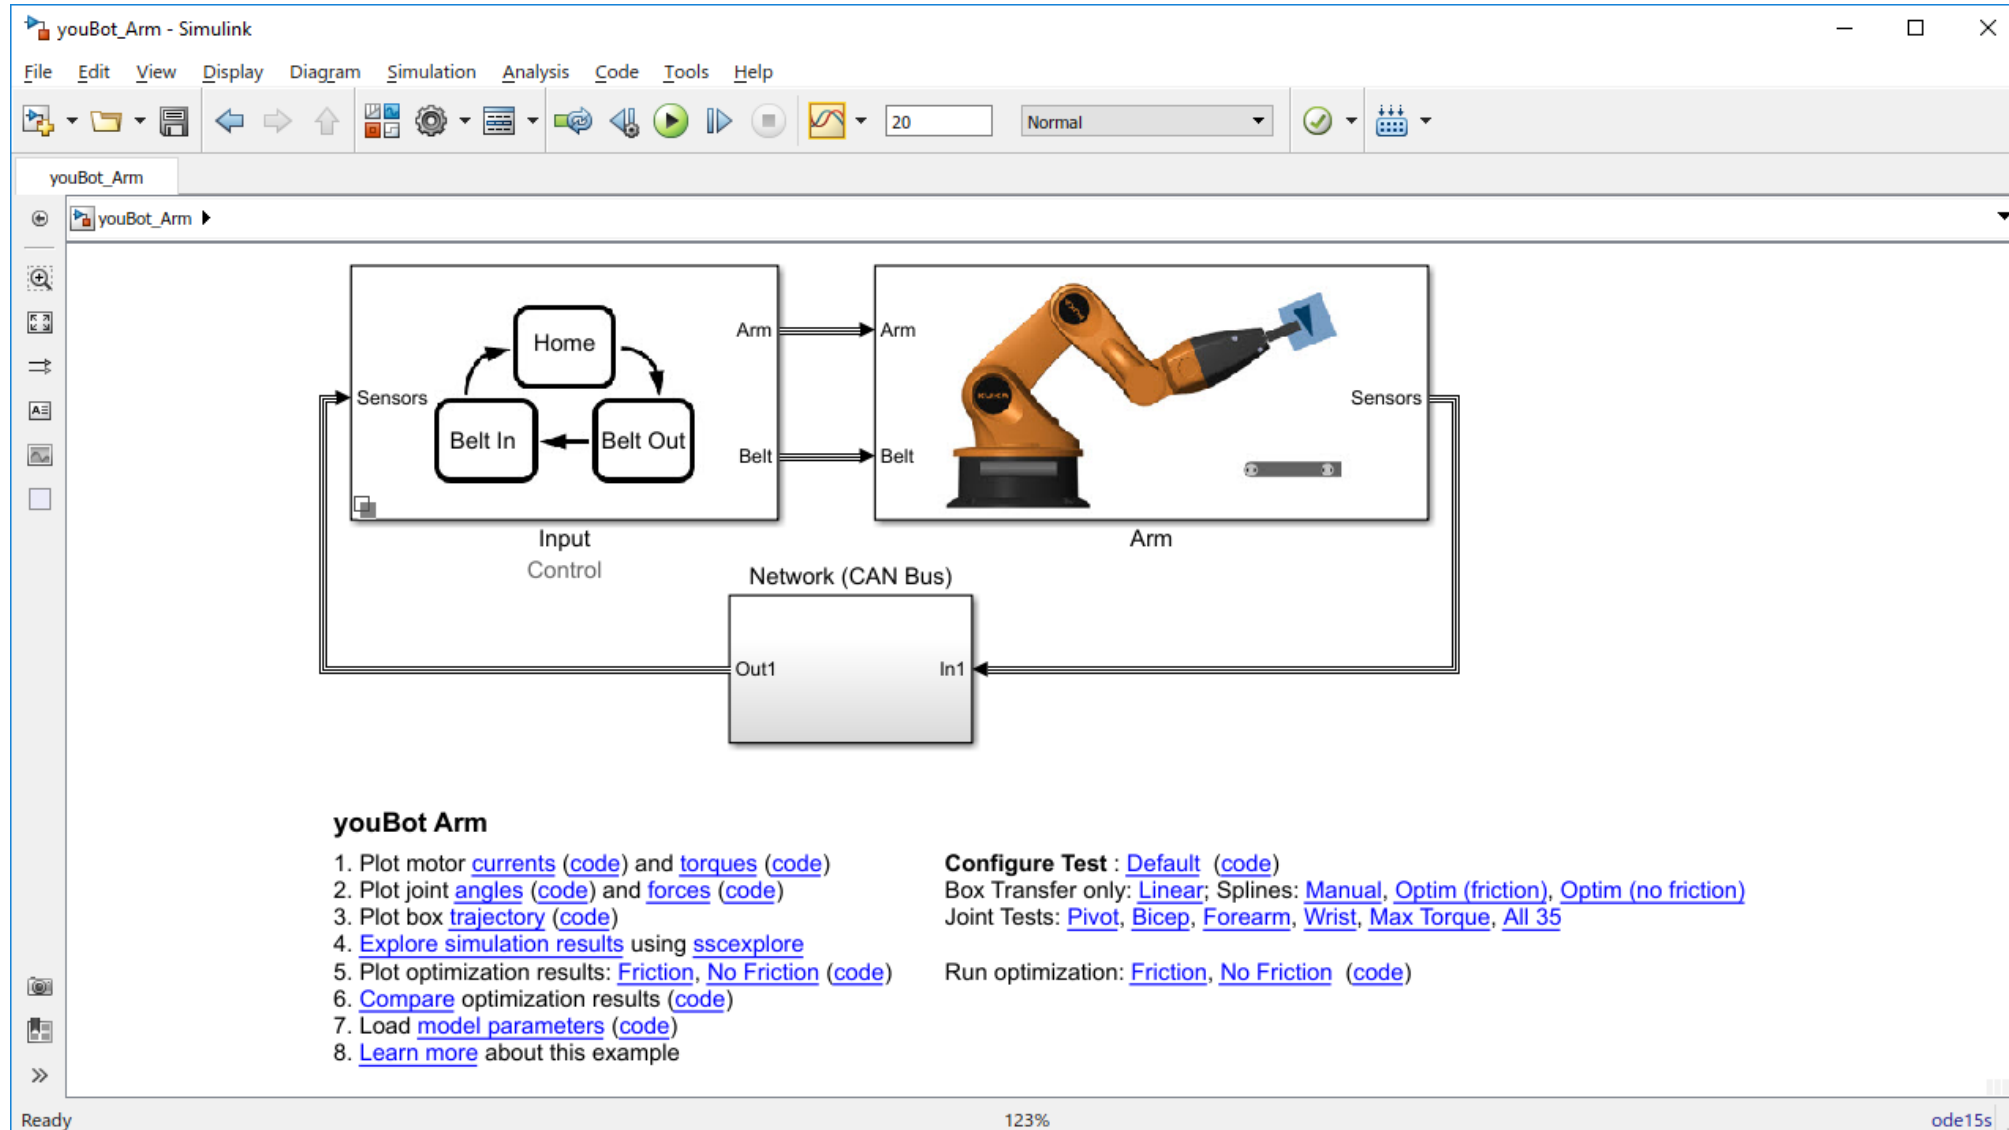 youBot_Arm - Simulink
File Edit View Display Diagram Simulation Analysis Code Tools Help
20 Normal
youBot_Arm
youBot_Arm
Home
Belt In
Belt Out
Sensors
Arm
Belt
Input
Control
Arm
Belt
KUKA
KUKA
Sensors
Arm
Network (CAN Bus)
Out1
In1
youBot Arm
1. Plot motor currents (code) and torques (code)
2. Plot joint angles (code) and forces (code)
3. Plot box trajectory (code)
4. Explore simulation results using sscexplore
5. Plot optimization results: Friction, No Friction (code)
6. Compare optimization results (code)
7. Load model parameters (code)
8. Learn more about this example
Configure Test : Default (code)
Box Transfer only: Linear; Splines: Manual, Optim (friction), Optim (no friction)
Joint Tests: Pivot, Bicep, Forearm, Wrist, Max Torque, All 35
Run optimization: Friction, No Friction (code)
Ready 123% ode15s